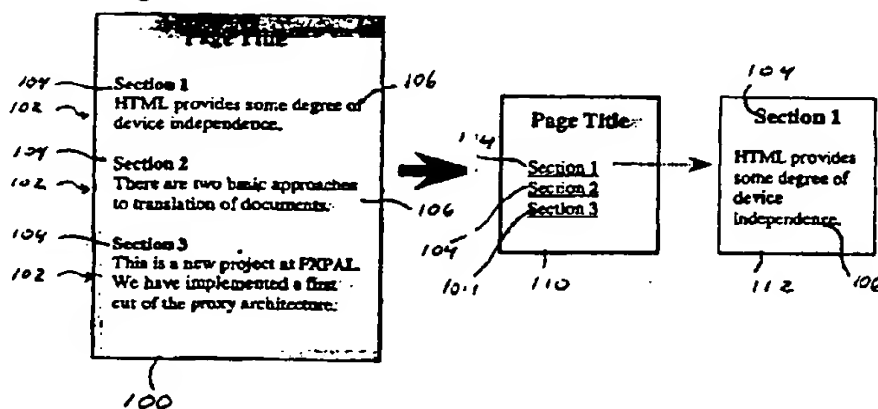 Page Title
104
Section 1
106
102
HTML provides some degree of
device independence.
104
Section 2
102
There are two basic approaches
to translation of documents.
106
104
Section 3
102
This is a new project at FXPAL.
We have implemented a first
cut of the proxy architecture.
100
Page Title
Section 1
Section 2
Section 3
104
110
104
Section 1
HTML provides
some degree of
device
independence.
112
106